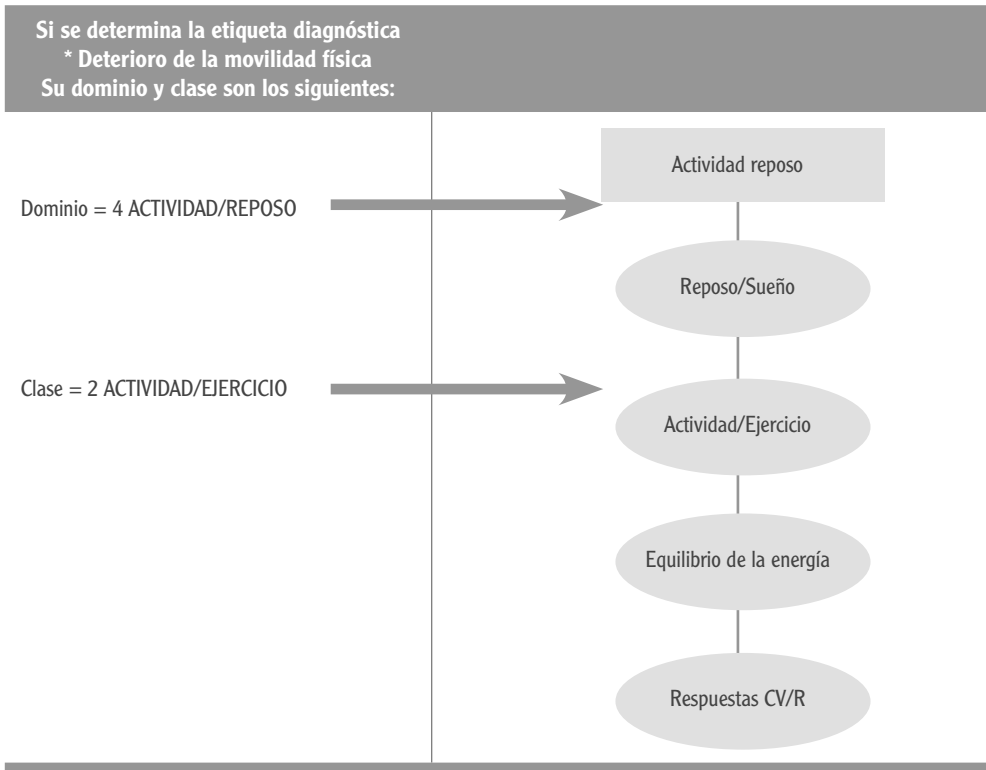 Si se determina la etiqueta diagnóstica
* Deterioro de la movilidad física
Su dominio y clase son los siguientes:
Actividad reposo
Dominio = 4 ACTIVIDAD/REPOSO
Reposo/Sueño
Clase = 2 ACTIVIDAD/EJERCICIO
Actividad/Ejercicio
Equilibrio de la energía
Respuestas CV/R